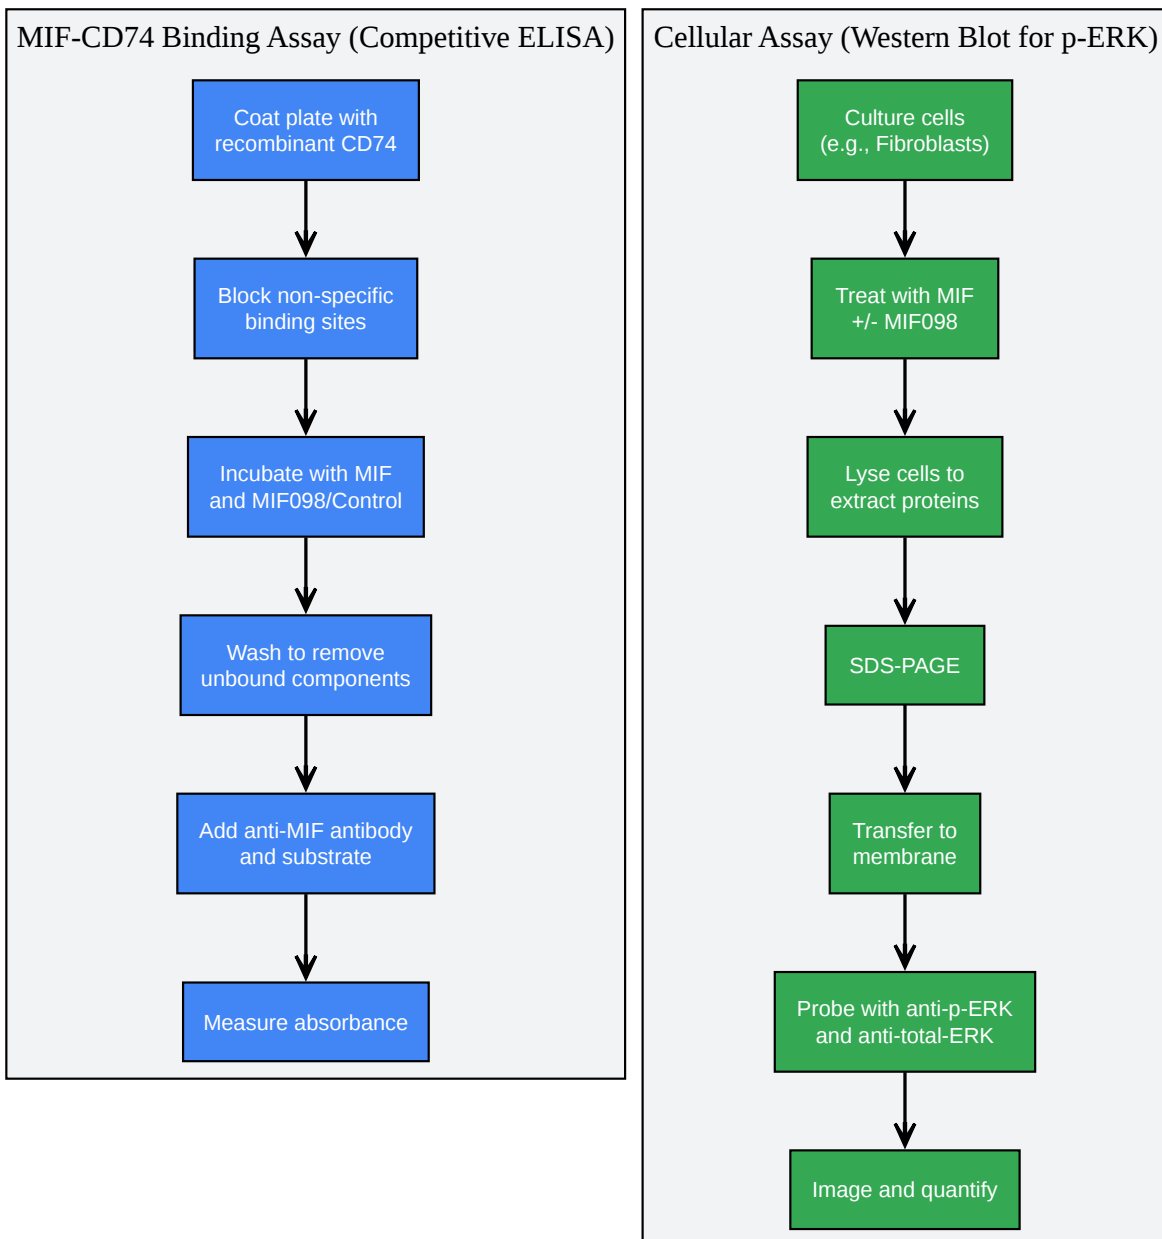 MIF-CD74 Binding Assay (Competitive ELISA)
Coat plate with
recombinant CD74
Block non-specific
binding sites
Incubate with MIF
and MIF098/Control
Wash to remove
unbound components
Add anti-MIF antibody
and substrate
Measure absorbance
Cellular Assay (Western Blot for p-ERK)
Culture cells
(e.g., Fibroblasts)
Treat with MIF
+/- MIF098
Lyse cells to
extract proteins
SDS-PAGE
Transfer to
membrane
Probe with anti-p-ERK
and anti-total-ERK
Image and quantify